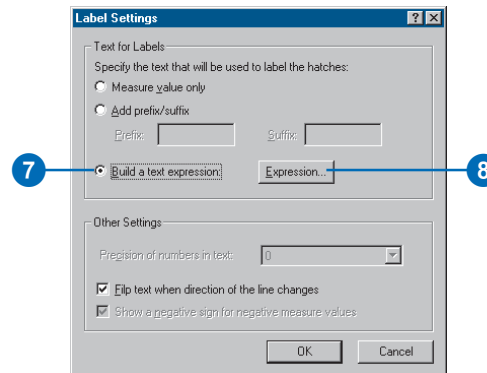 Label Settings
Text for Labels
Specify the text that will be used to label the hatches:
Measure value only
Add prefix/suffix
Prefix: Suffix:
7 Build a text expression: Expression... 8
Other Settings
Precision of numbers in text: 0
Filp text when direction of the line changes
Show a negative sign for negative measure values
OK Cancel